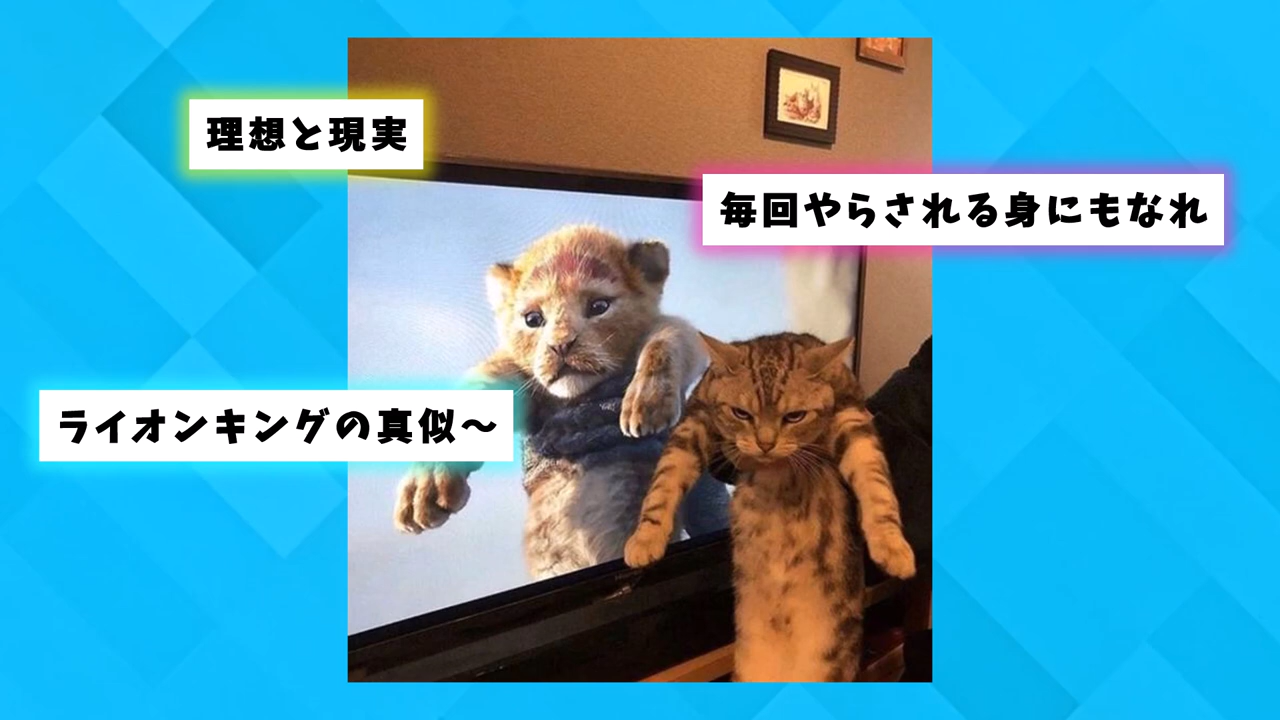 理想と現実
毎回やらされる身にもなれ
ライオンキングの真似～